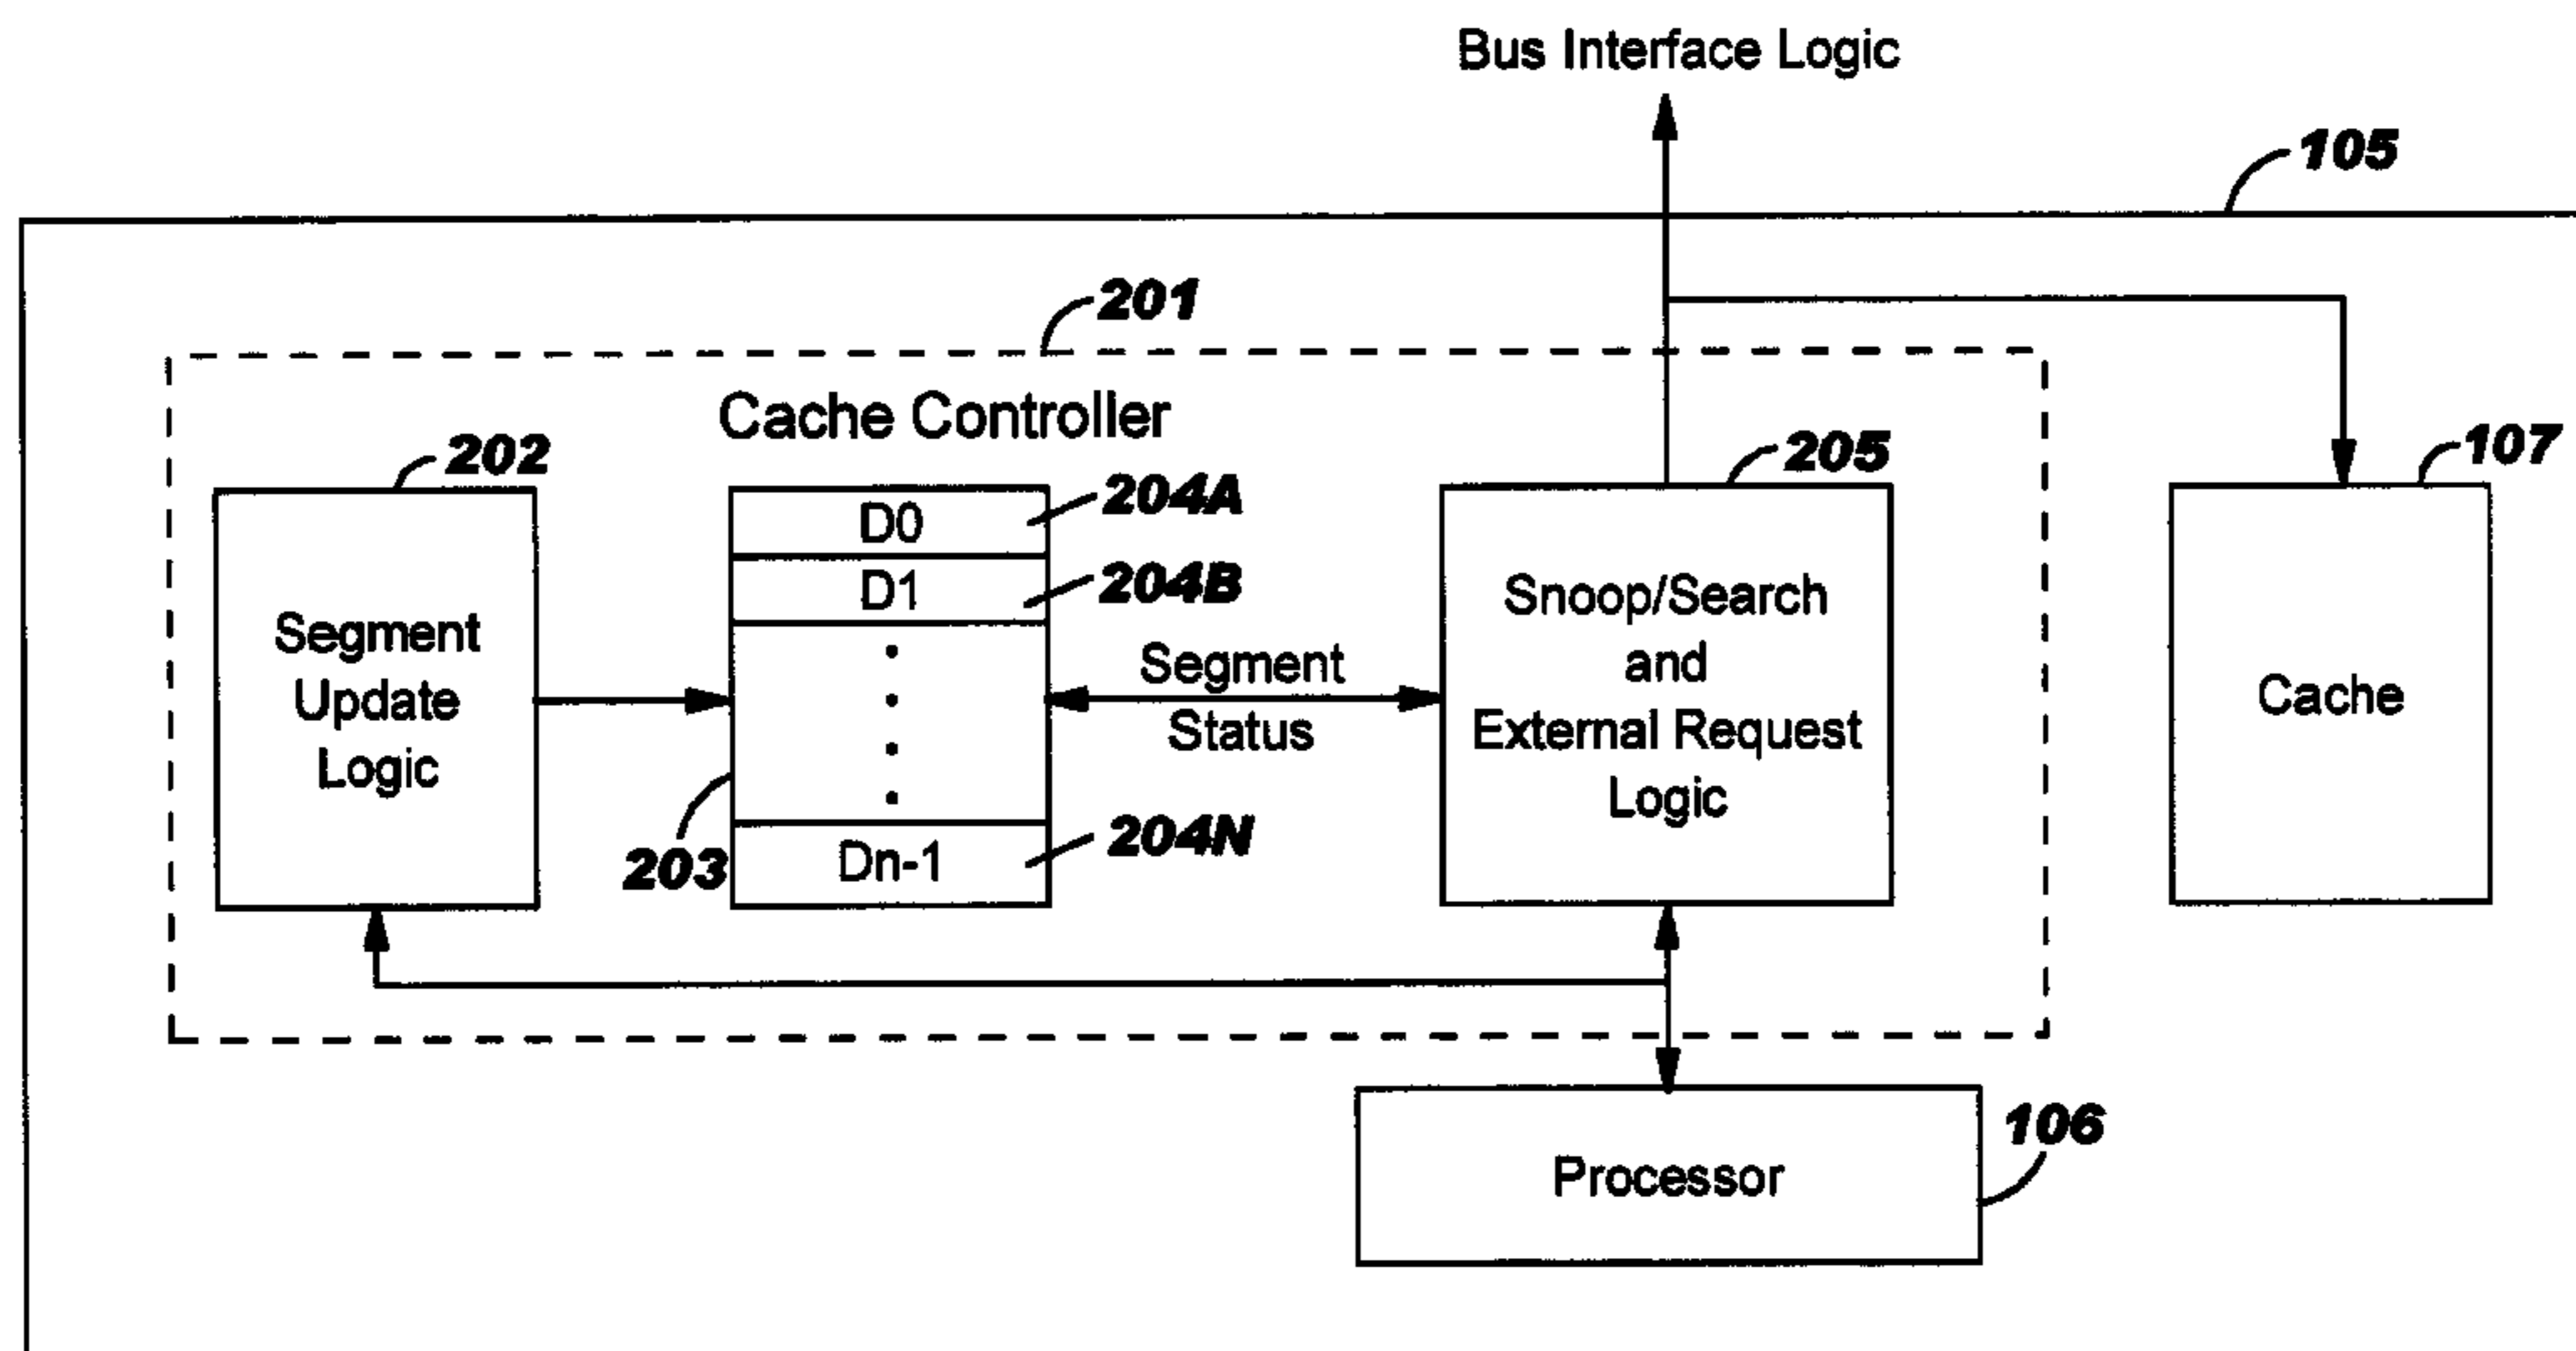 Bus Interface Logic
105
201
Cache Controller
202
204A
205
107
D0
204B
D1
Segment
Update
Logic
Segment
Status
Snoop/Search
and
External Request
Logic
Cache
203
Dn-1
204N
Processor
106